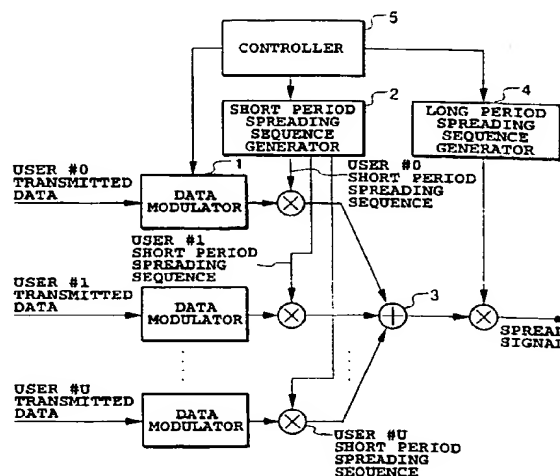 5
CONTROLLER
2
4
SHORT PERIOD
SPREADING
SEQUENCE
GENERATOR
LONG PERIOD
SPREADING
SEQUENCE
GENERATOR
USER #0
TRANSMITTED
DATA
1
DATA
MODULATOR
USER #0
SHORT PERIOD
SPREADING
SEQUENCE
USER #1
SHORT PERIOD
SPREADING
SEQUENCE
USER #1
TRANSMITTED
DATA
DATA
MODULATOR
3
SPREAD
SIGNAL
USER #U
TRANSMITTED
DATA
DATA
MODULATOR
USER #U
SHORT PERIOD
SPREADING
SEQUENCE